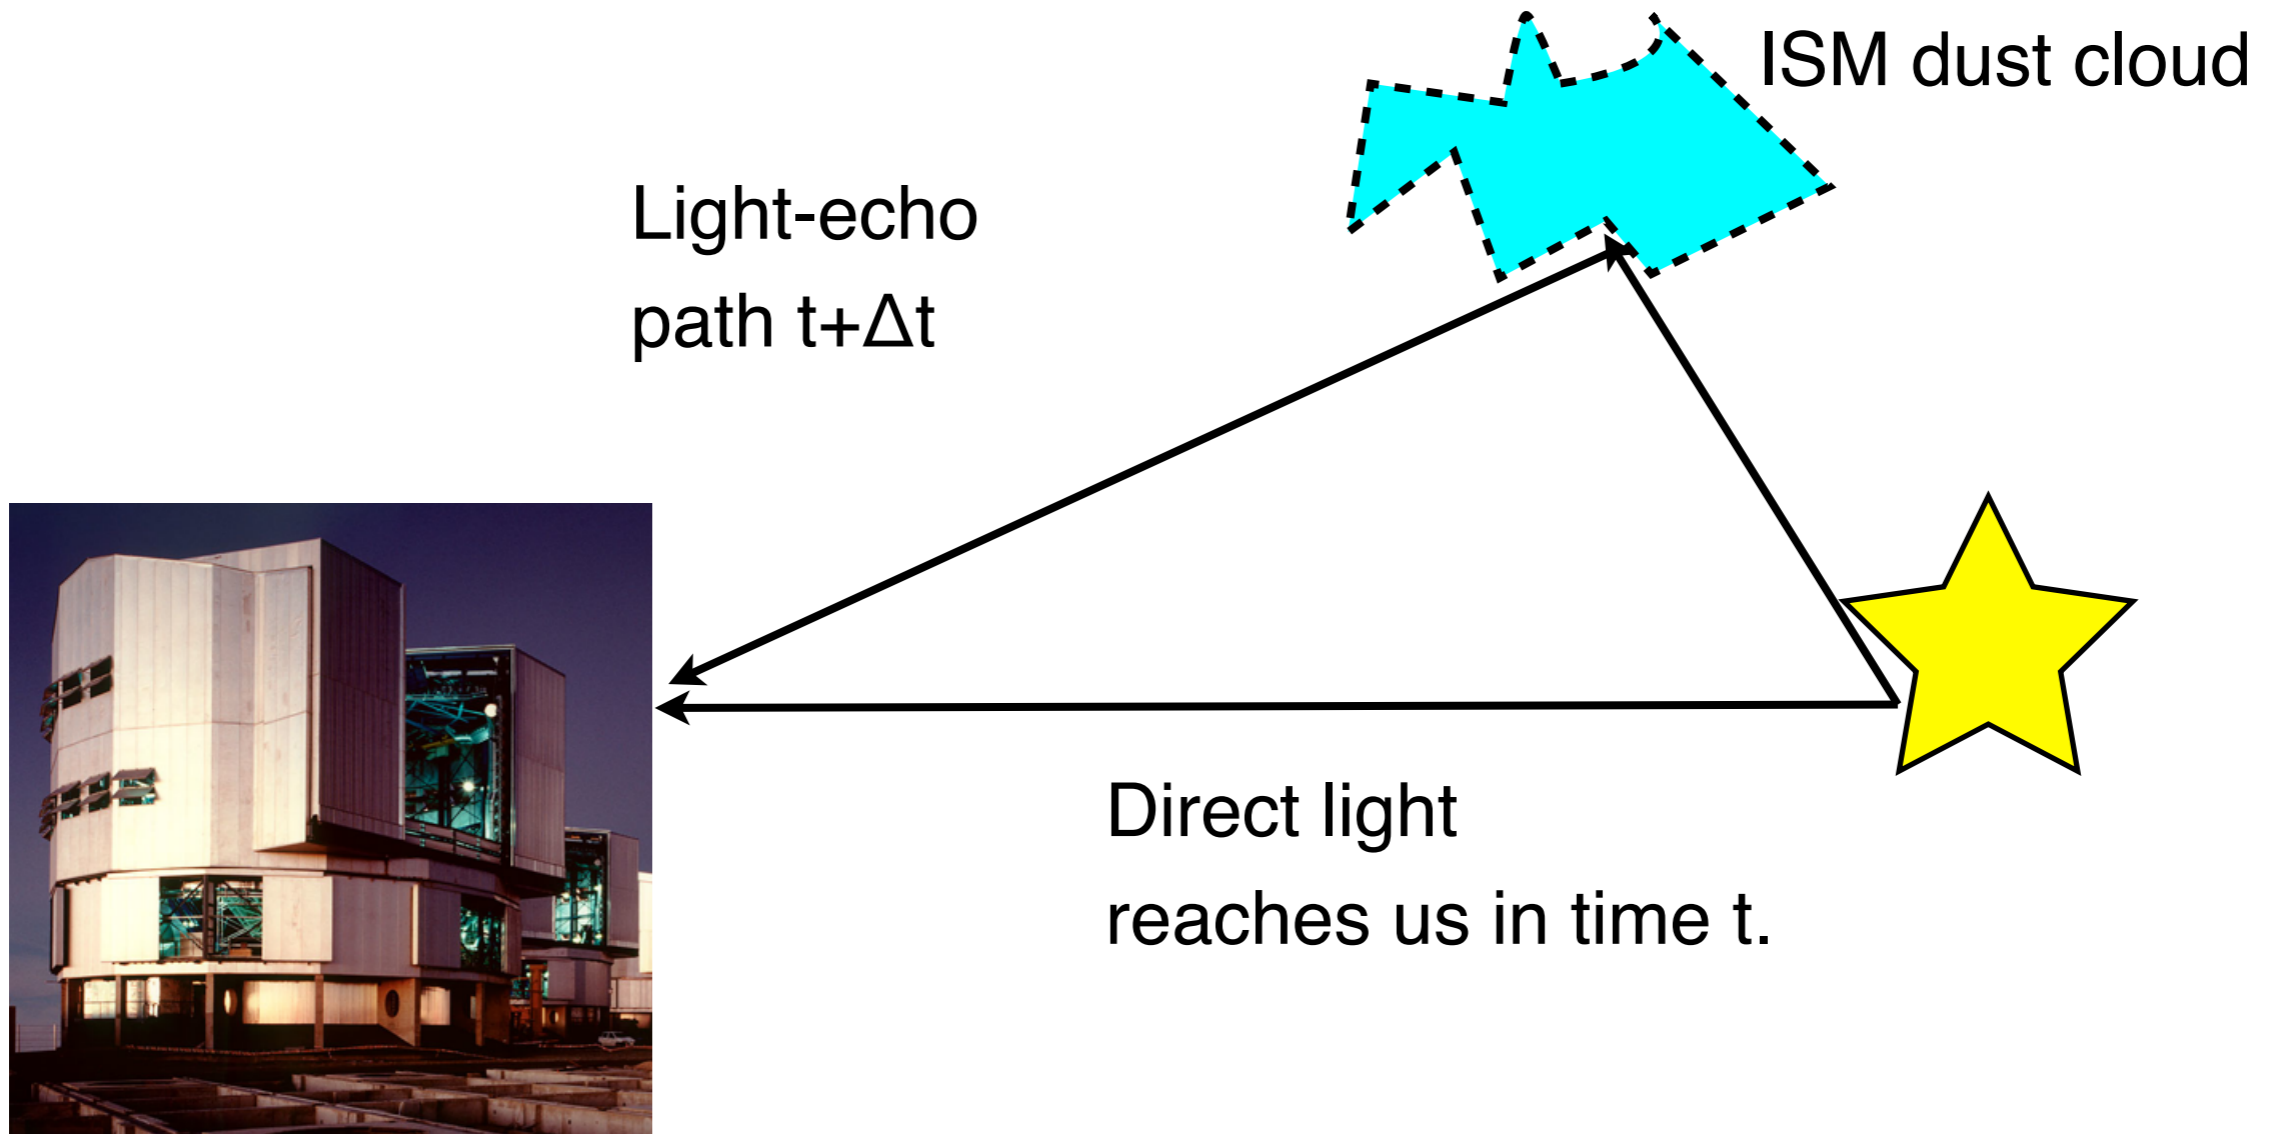 ISM dust cloud
Light-echo
path t+Δt
Direct light
reaches us in time t.